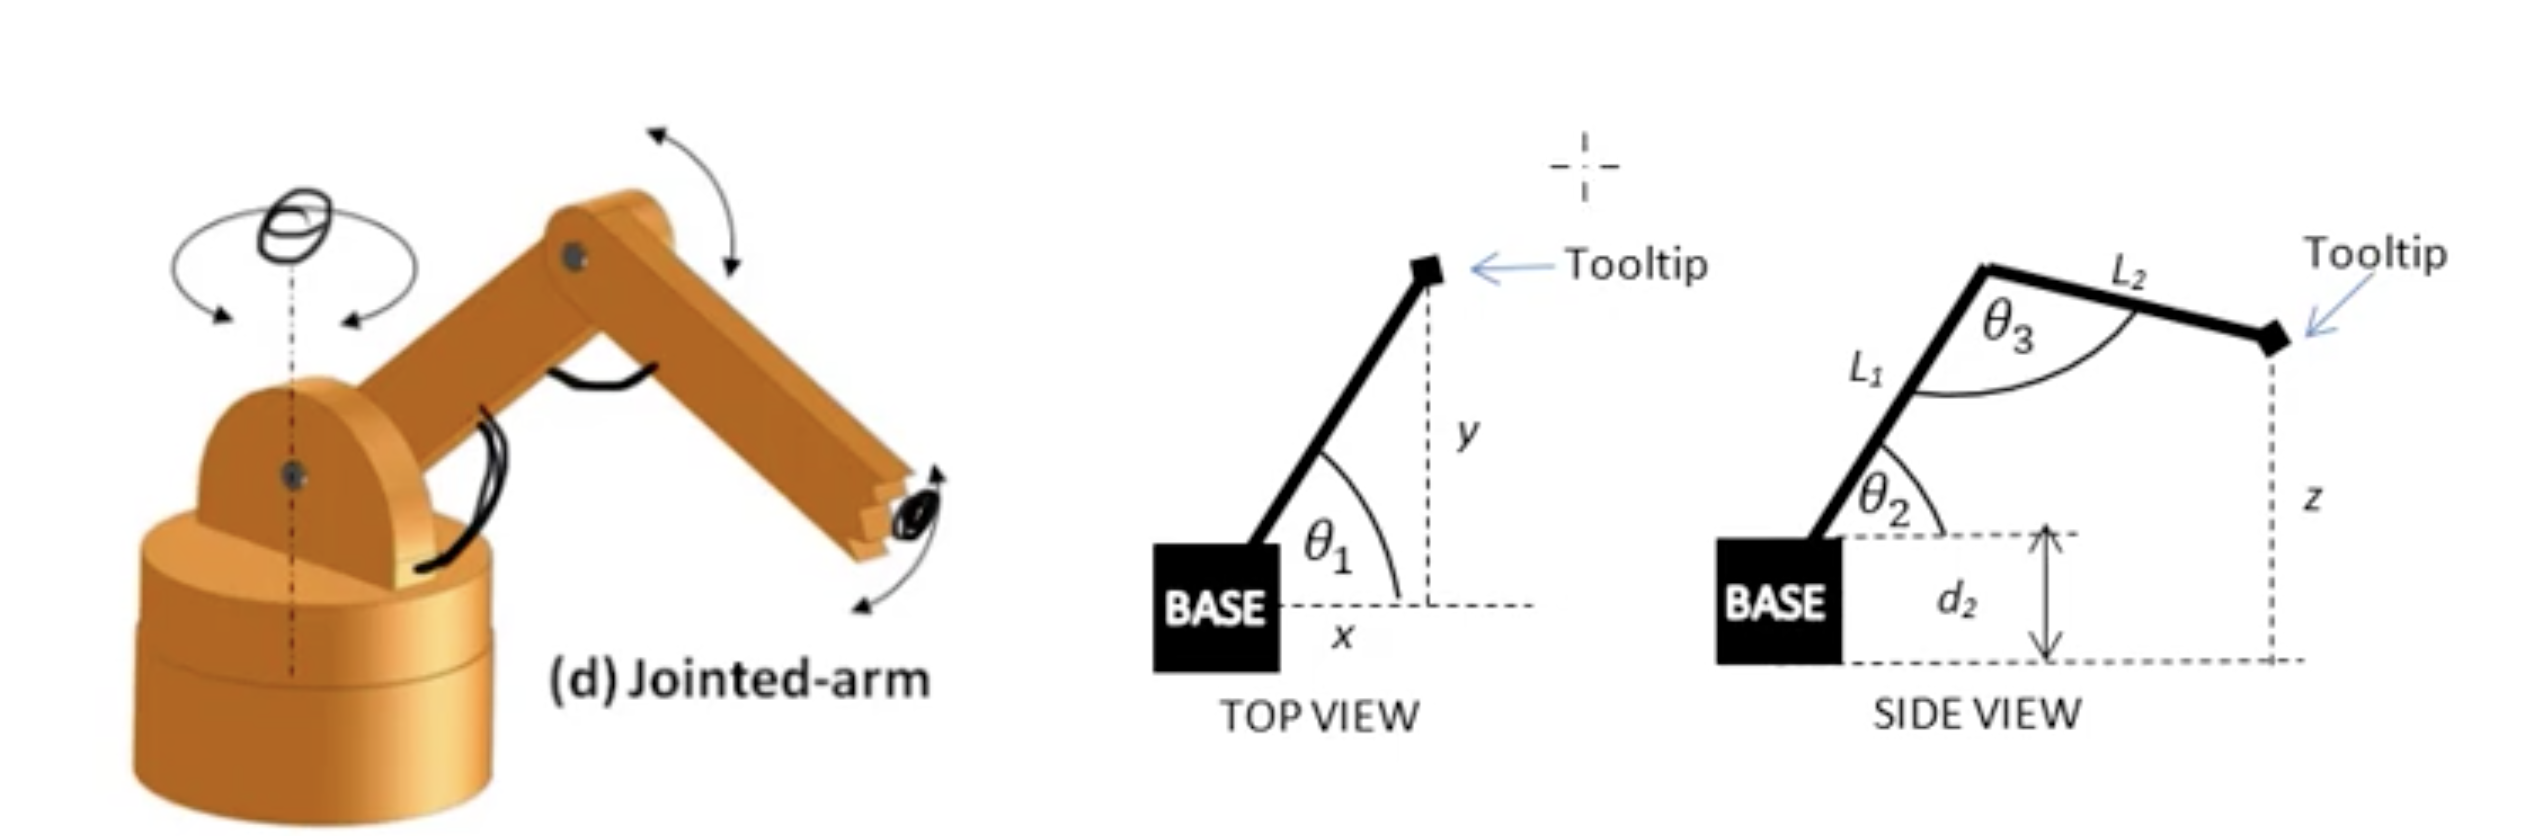 (d) Jointed-arm
Tooltip
y
θ1
BASE
x
TOP VIEW
Tooltip
L2
θ3
L1
θ2
z
BASE
d2
SIDE VIEW